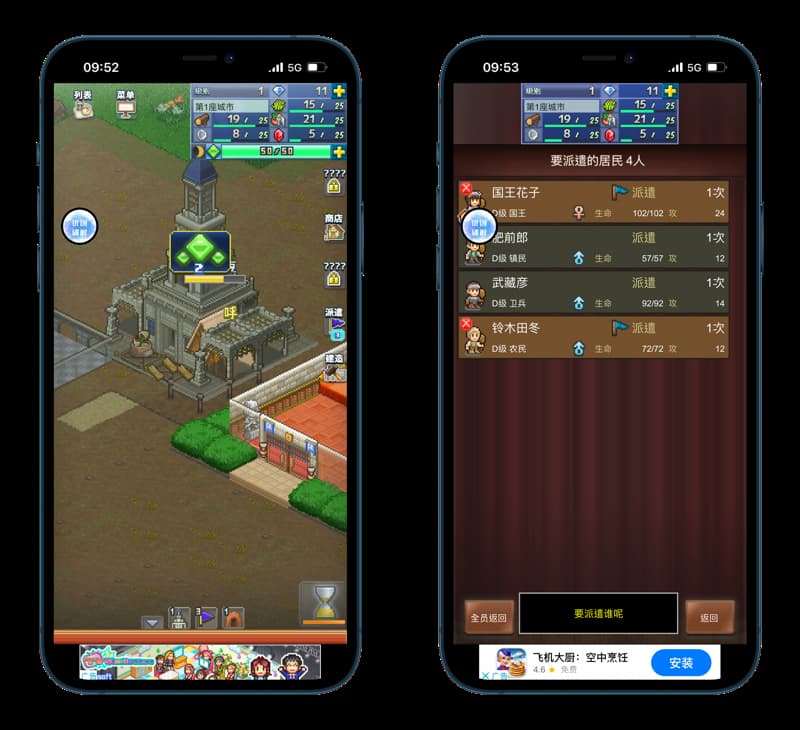 09:52
5G
列表
菜单
级别 1
11
第1座城市
15 / 25
19 / 25
21 / 25
8 / 25
5 / 25
50/50
????
商店
????
派遣
建造
2
呼
1
3
1
广告
09:53
5G
级别 1
11
第1座城市
15 / 25
19 / 25
21 / 25
8 / 25
5 / 25
要派遣的居民 4人
国王花子
派遣
1次
D级 国王
生命
102/102
攻
24
肥前郎
派遣
1次
D级 镇民
生命
57/57
攻
12
武藏彦
派遣
1次
D级 卫兵
生命
92/92
攻
14
铃木田冬
派遣
1次
D级 农民
生命
72/72
攻
12
全员返回
要派遣谁呢
返回
飞机大厨：空中烹饪
4.6 ★ 免费
安装
广告